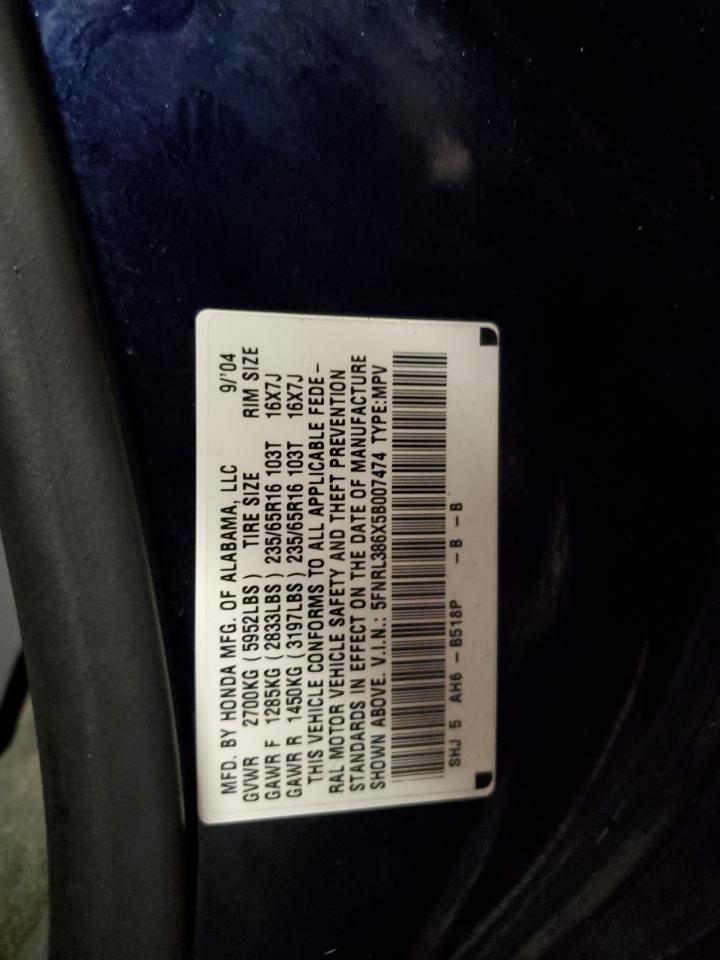 MFD. BY HONDA MFG. OF ALABAMA, LLC 9/'04
GVWR 2700KG (5952LBS) TIRE SIZE RIM SIZE
GAWR F 1285KG (2833LBS) 235/65R16 103T 16X7J
GAWR R 1450KG (3197LBS) 235/65R16 103T 16X7J
THIS VEHICLE CONFORMS TO ALL APPLICABLE FEDE-
RAL MOTOR VEHICLE SAFETY AND THEFT PREVENTION
STANDARDS IN EFFECT ON THE DATE OF MANUFACTURE
SHOWN ABOVE. V.I.N.: 5FNRL386X5B007474 TYPE:MPV
SHJ 5 AH6 - B518P - B - B